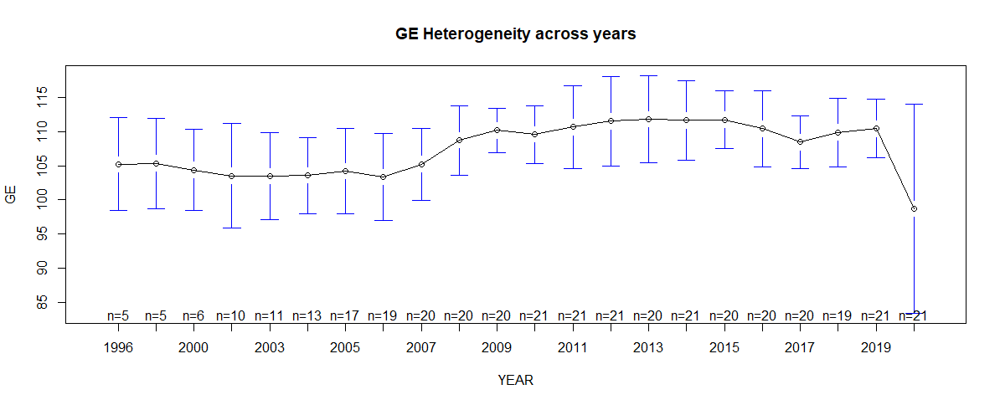 GE Heterogeneity across years
GE
115
110
105
100
95
90
85
n=5 n=5 n=6 n=10 n=11 n=13 n=17 n=19 n=20 n=20 n=20 n=21 n=21 n=21 n=20 n=21 n=20 n=20 n=20 n=19 n=21 n=21
1996 2000 2003 2005 2007 2009 2011 2013 2015 2017 2019
YEAR